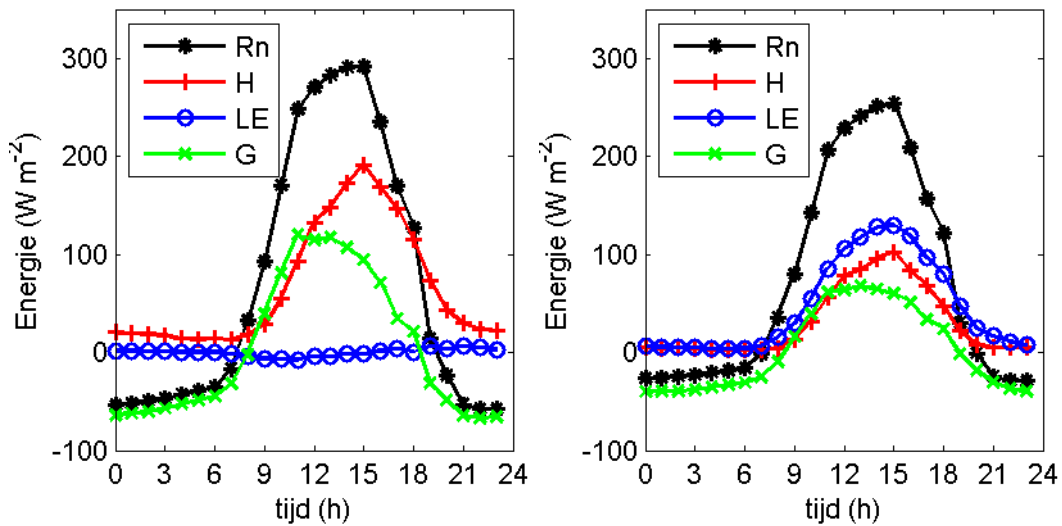 Energie (W m⁻²)
300
200
100
0
-100
Rn
H
LE
G
0 3 6 9 12 15 18 21 24
tijd (h)
Energie (W m⁻²)
300
200
100
0
-100
Rn
H
LE
G
0 3 6 9 12 15 18 21 24
tijd (h)